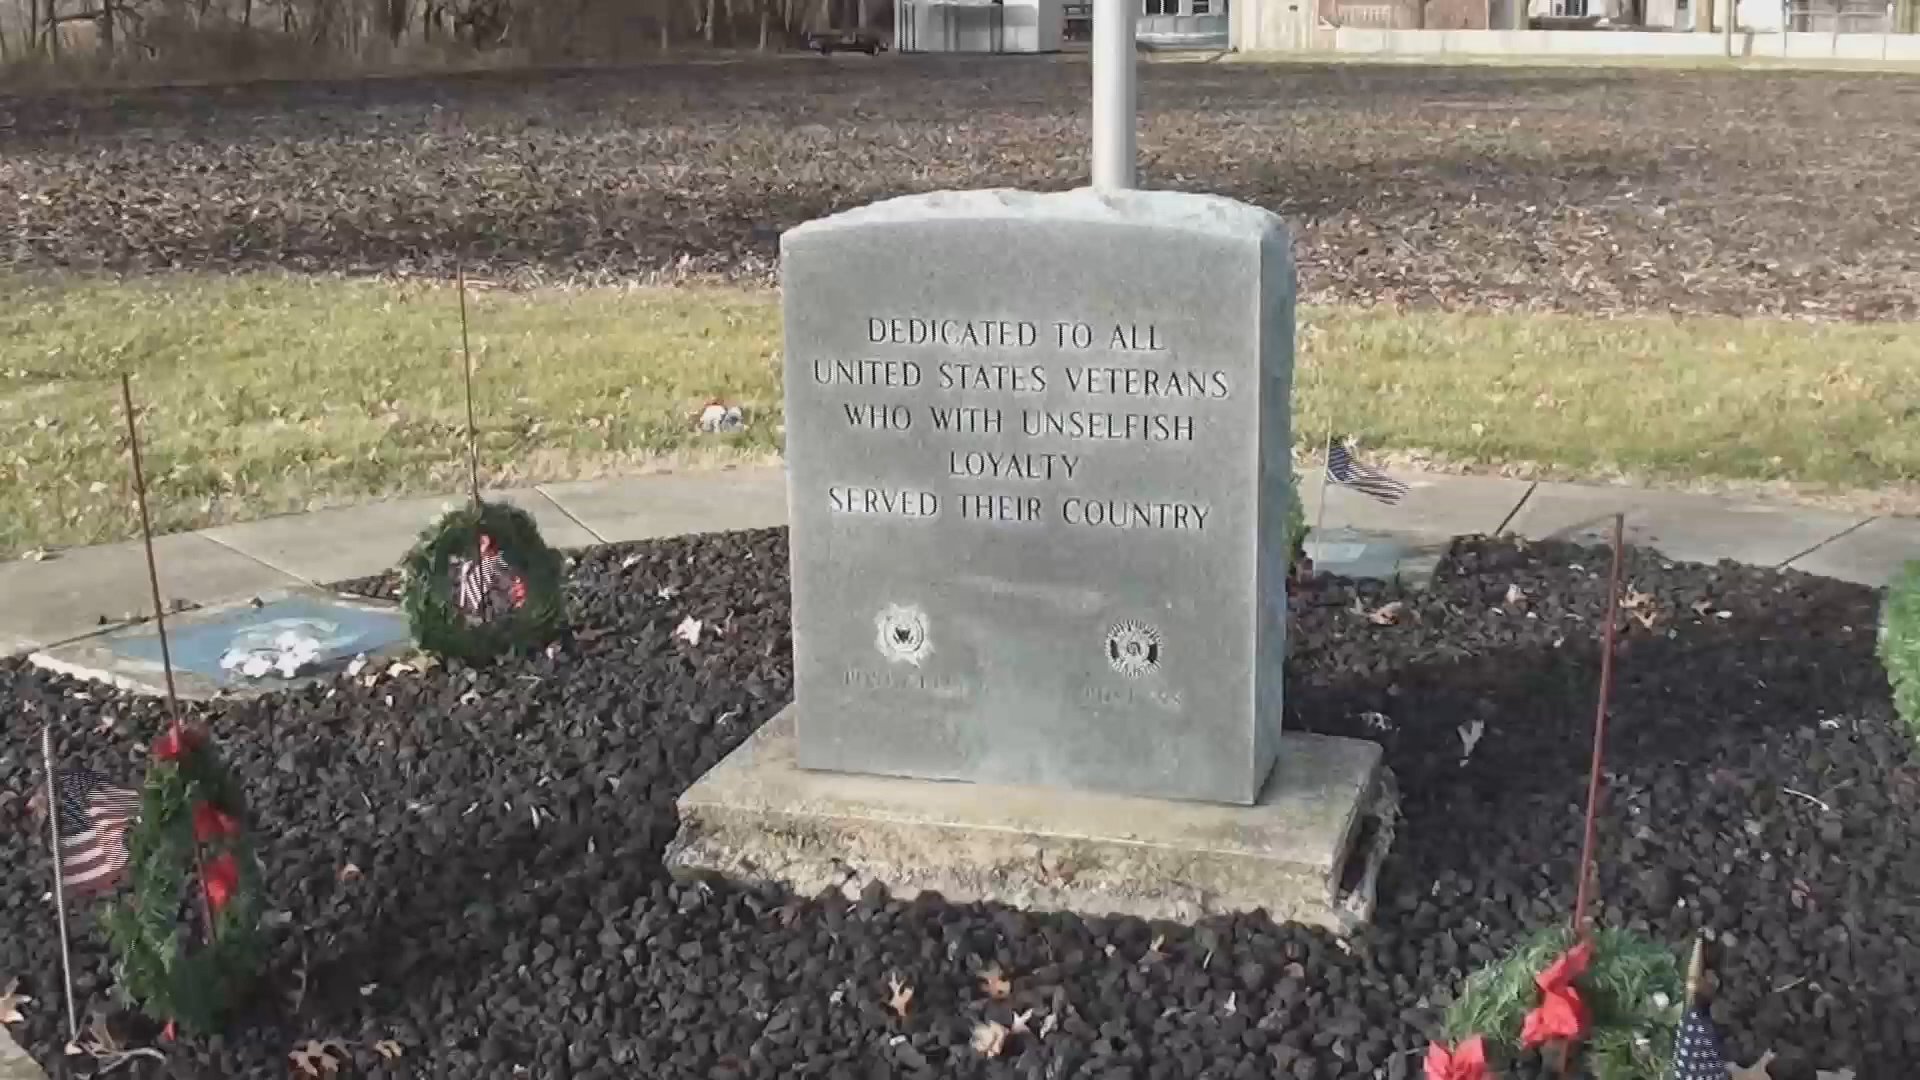 DEDICATED TO ALL
UNITED STATES VETERANS
WHO WITH UNSELFISH
LOYALTY
SERVED THEIR COUNTRY